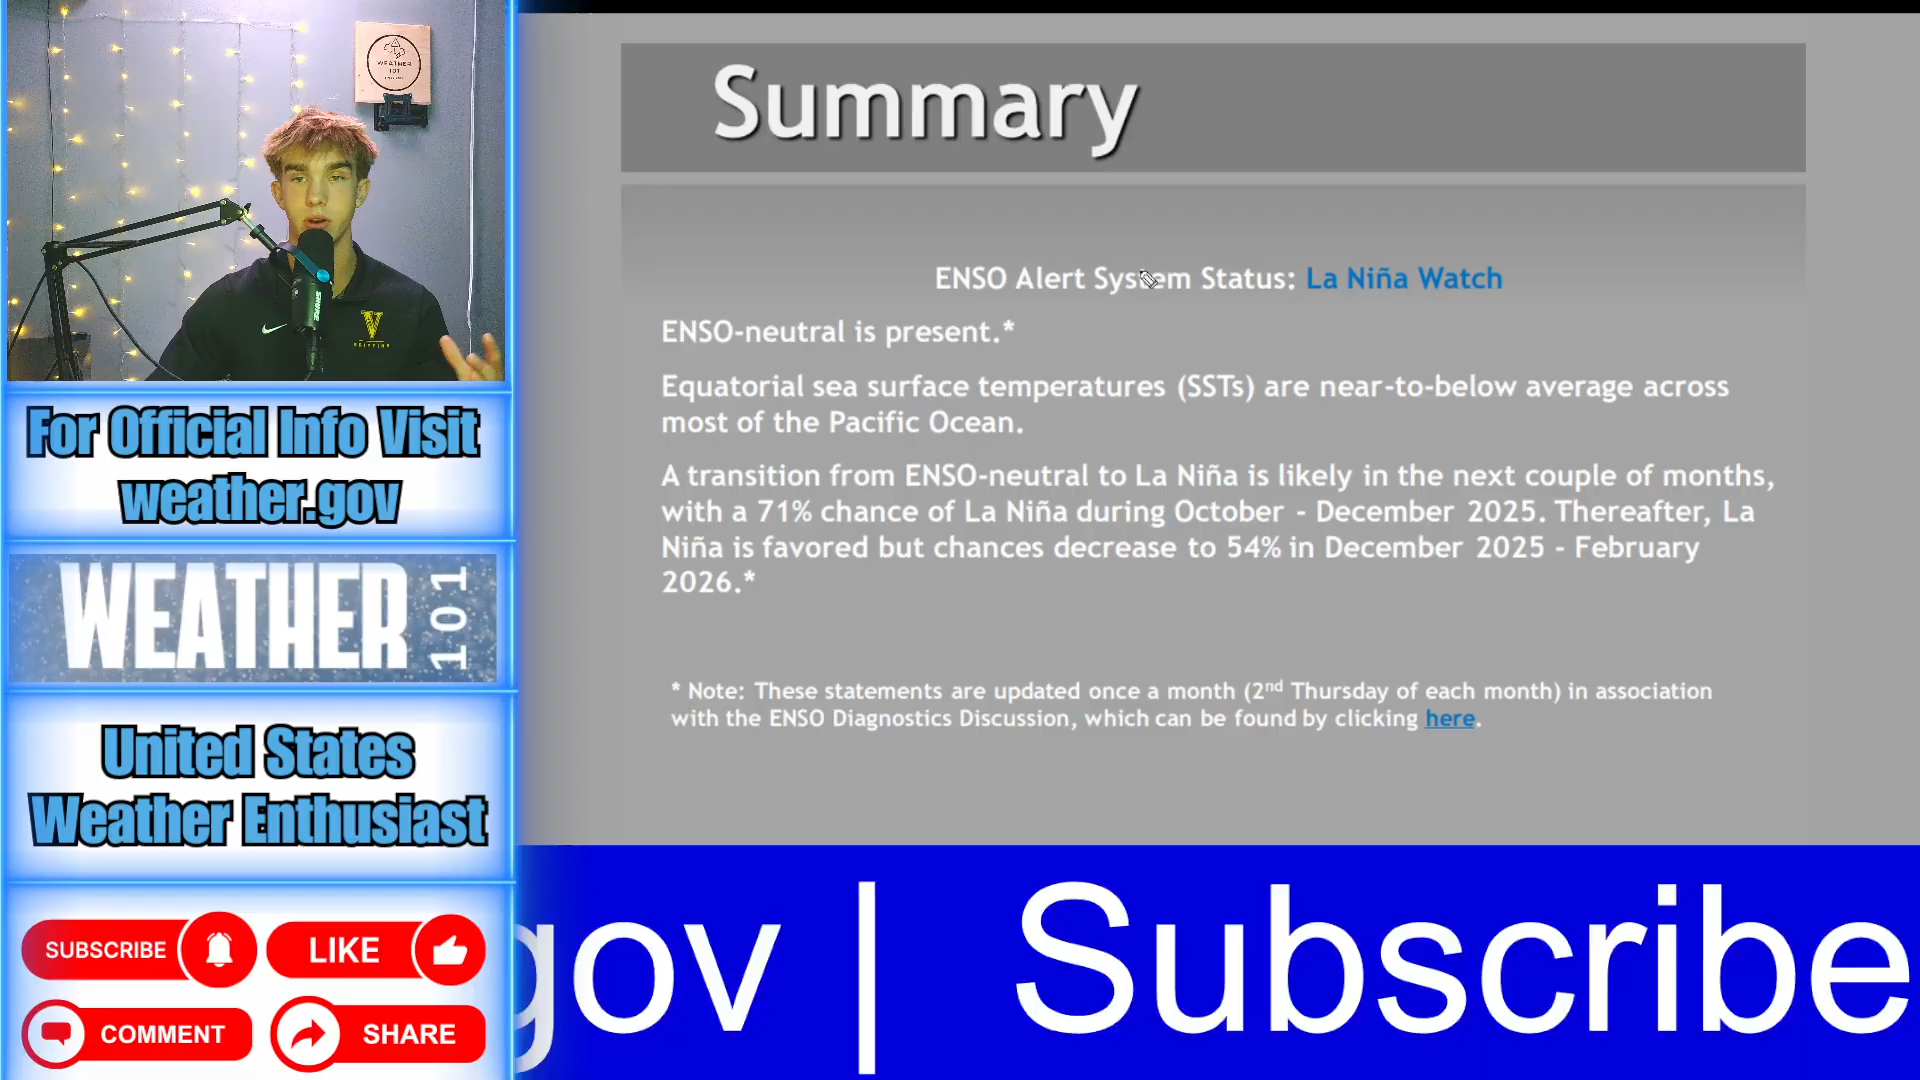 WEATHER
101
Summary
ENSO Alert System Status: La Niña Watch
ENSO-neutral is present.*
Equatorial sea surface temperatures (SSTs) are near-to-below average across
most of the Pacific Ocean.
A transition from ENSO-neutral to La Niña is likely in the next couple of months,
with a 71% chance of La Niña during October - December 2025. Thereafter, La
Niña is favored but chances decrease to 54% in December 2025 - February
2026.*
* Note: These statements are updated once a month (2nd Thursday of each month) in association
with the ENSO Diagnostics Discussion, which can be found by clicking here.
For Official Info Visit
weather.gov
WEATHER 101
United States
Weather Enthusiast
SUBSCRIBE
LIKE
COMMENT
SHARE
gov | Subscribe